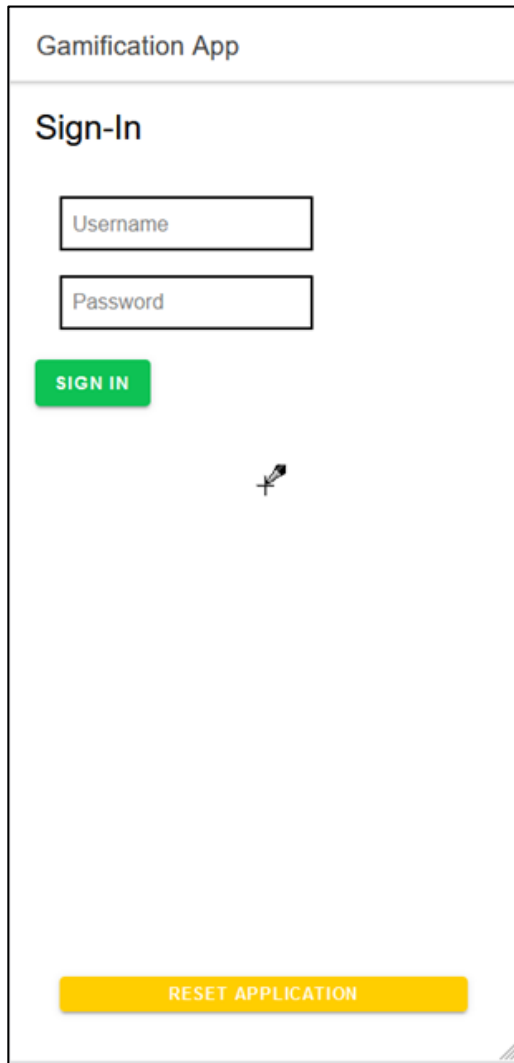 Gamification App
Sign-In
Username
Password
SIGN IN
RESET APPLICATION